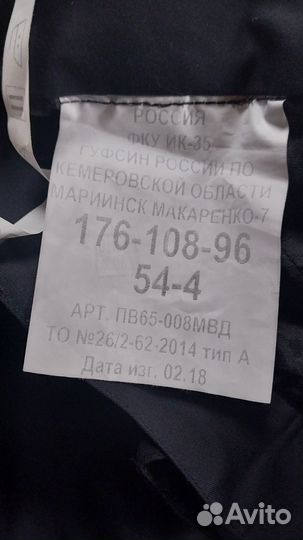 РОССИЯ
ФКУ ИК-35
ГУФСИН РОССИИ ПО
КЕМЕРОВСКОЙ ОБЛАСТИ
МАРИИНСК МАКАРЕНКО-7
176-108-96
54-4
АРТ. ПВ65-008МВД
ТО №26/2-62-2014 тип А
Дата изг. 02.18
Avito